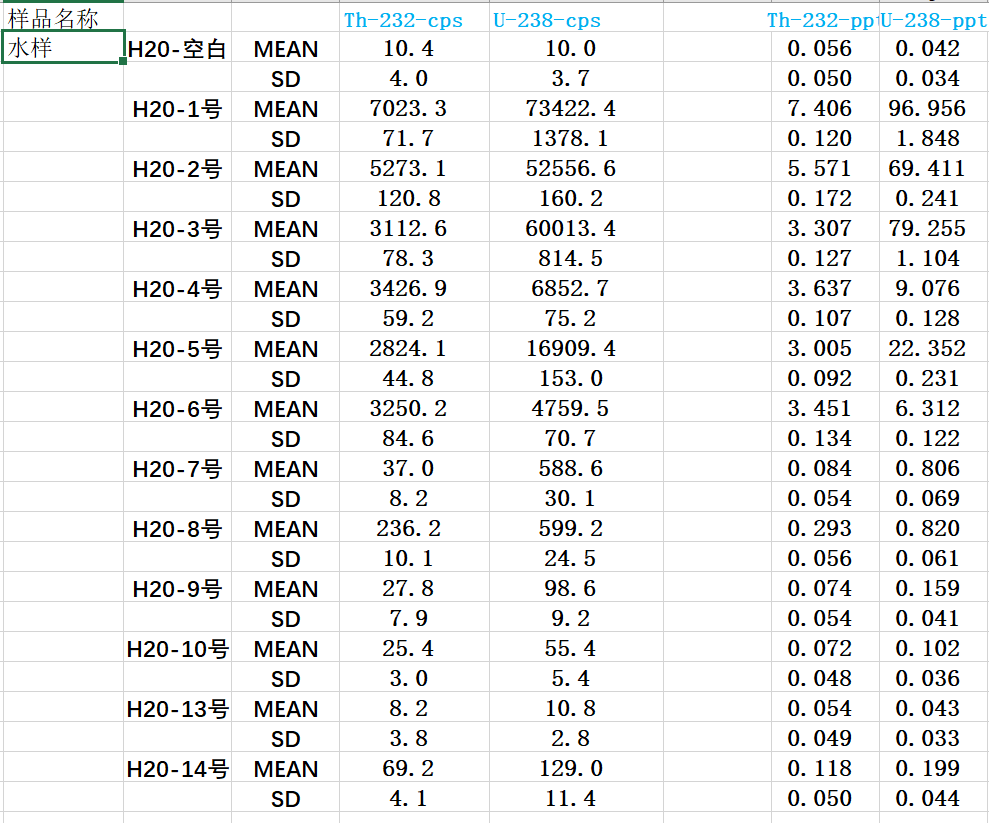 样品名称 Th-232-cps U-238-cps Th-232-ppt U-238-ppt
水样 H20-空白 MEAN 10.4 10.0 0.056 0.042
SD 4.0 3.7 0.050 0.034
H20-1号 MEAN 7023.3 73422.4 7.406 96.956
SD 71.7 1378.1 0.120 1.848
H20-2号 MEAN 5273.1 52556.6 5.571 69.411
SD 120.8 160.2 0.172 0.241
H20-3号 MEAN 3112.6 60013.4 3.307 79.255
SD 78.3 814.5 0.127 1.104
H20-4号 MEAN 3426.9 6852.7 3.637 9.076
SD 59.2 75.2 0.107 0.128
H20-5号 MEAN 2824.1 16909.4 3.005 22.352
SD 44.8 153.0 0.092 0.231
H20-6号 MEAN 3250.2 4759.5 3.451 6.312
SD 84.6 70.7 0.134 0.122
H20-7号 MEAN 37.0 588.6 0.084 0.806
SD 8.2 30.1 0.054 0.069
H20-8号 MEAN 236.2 599.2 0.293 0.820
SD 10.1 24.5 0.056 0.061
H20-9号 MEAN 27.8 98.6 0.074 0.159
SD 7.9 9.2 0.054 0.041
H20-10号 MEAN 25.4 55.4 0.072 0.102
SD 3.0 5.4 0.048 0.036
H20-13号 MEAN 8.2 10.8 0.054 0.043
SD 3.8 2.8 0.049 0.033
H20-14号 MEAN 69.2 129.0 0.118 0.199
SD 4.1 11.4 0.050 0.044